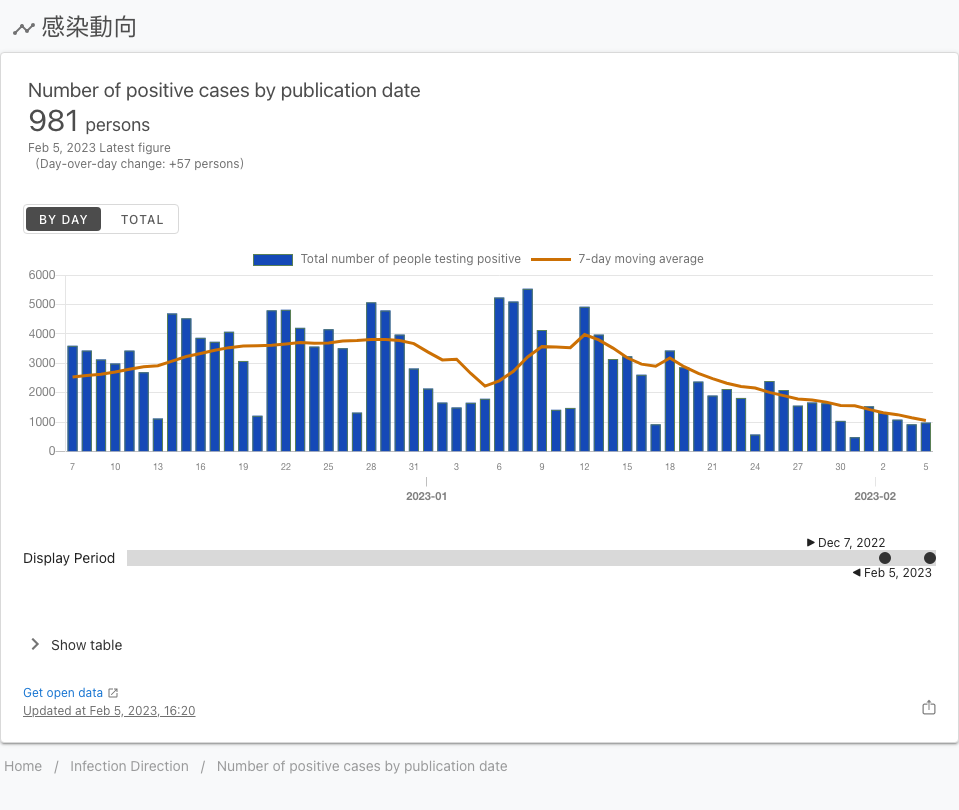 感染動向
Number of positive cases by publication date
981 persons
Feb 5, 2023 Latest figure
(Day-over-day change: +57 persons)
BY DAY TOTAL
Total number of people testing positive 7-day moving average
6000
5000
4000
3000
2000
1000
0
7 10 13 16 19 22 25 28 31 3 6 9 12 15 18 21 24 27 30 2 5
2023-01 2023-02
Dec 7, 2022
Display Period
Feb 5, 2023
Show table
Get open data
Updated at Feb 5, 2023, 16:20
Home / Infection Direction / Number of positive cases by publication date